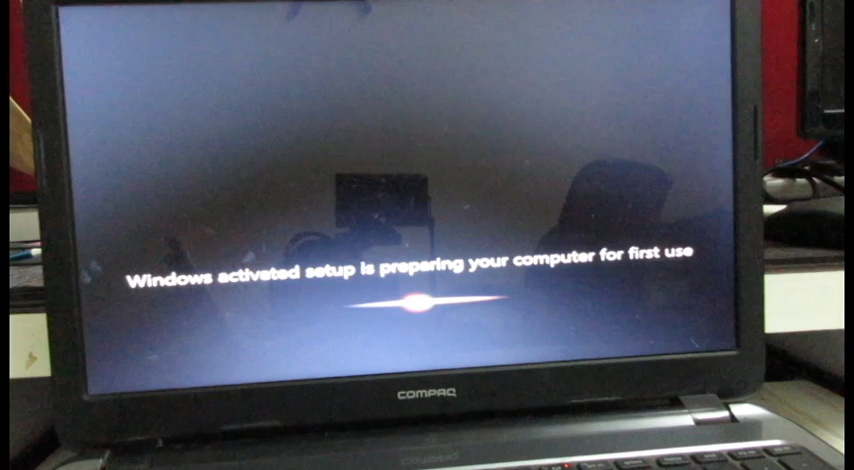 Windows activated setup is preparing your computer for first use
COMPAQ